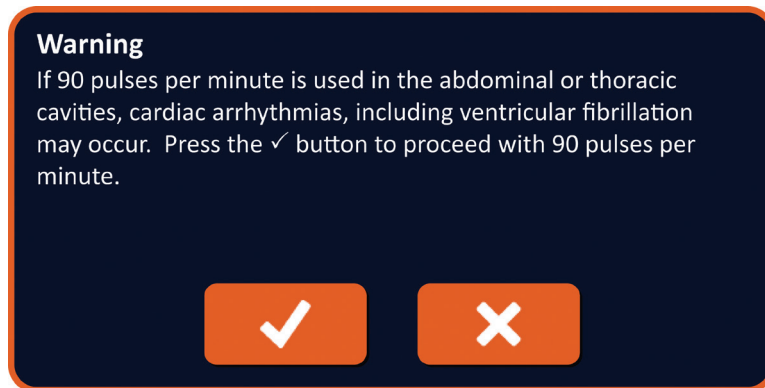 Warning
If 90 pulses per minute is used in the abdominal or thoracic
cavities, cardiac arrhythmias, including ventricular fibrillation
may occur.  Press the ✓ button to proceed with 90 pulses per
minute.